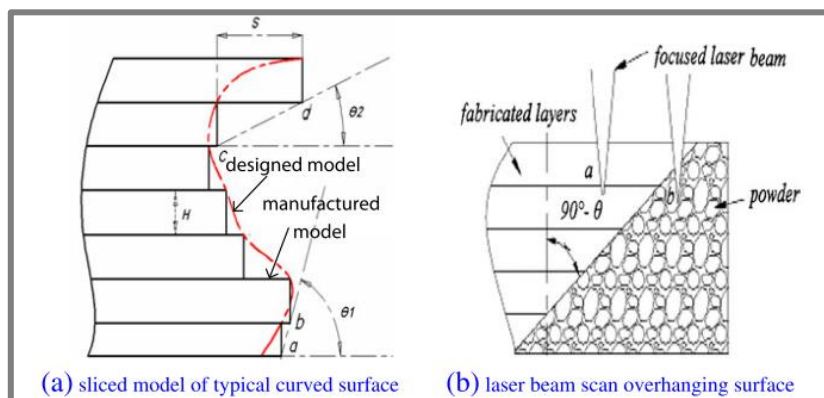 S
d
θ2
c
designed model
H
manufactured
model
θ1
b
a
(a) sliced model of typical curved surface
focused laser beam
fabricated layers
a
b
90°- θ
powder
(b) laser beam scan overhanging surface